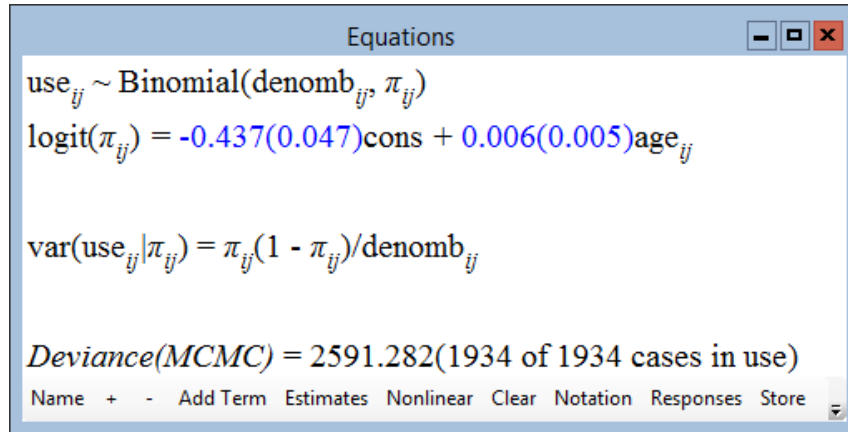 Equations
use_ij ~ Binomial(denomb_ij, π_ij)
logit(π_ij) = -0.437(0.047)cons + 0.006(0.005)age_ij
var(use_ij|π_ij) = π_ij(1 - π_ij)/denomb_ij
Deviance(MCMC) = 2591.282(1934 of 1934 cases in use)
Name + - Add Term Estimates Nonlinear Clear Notation Responses Store